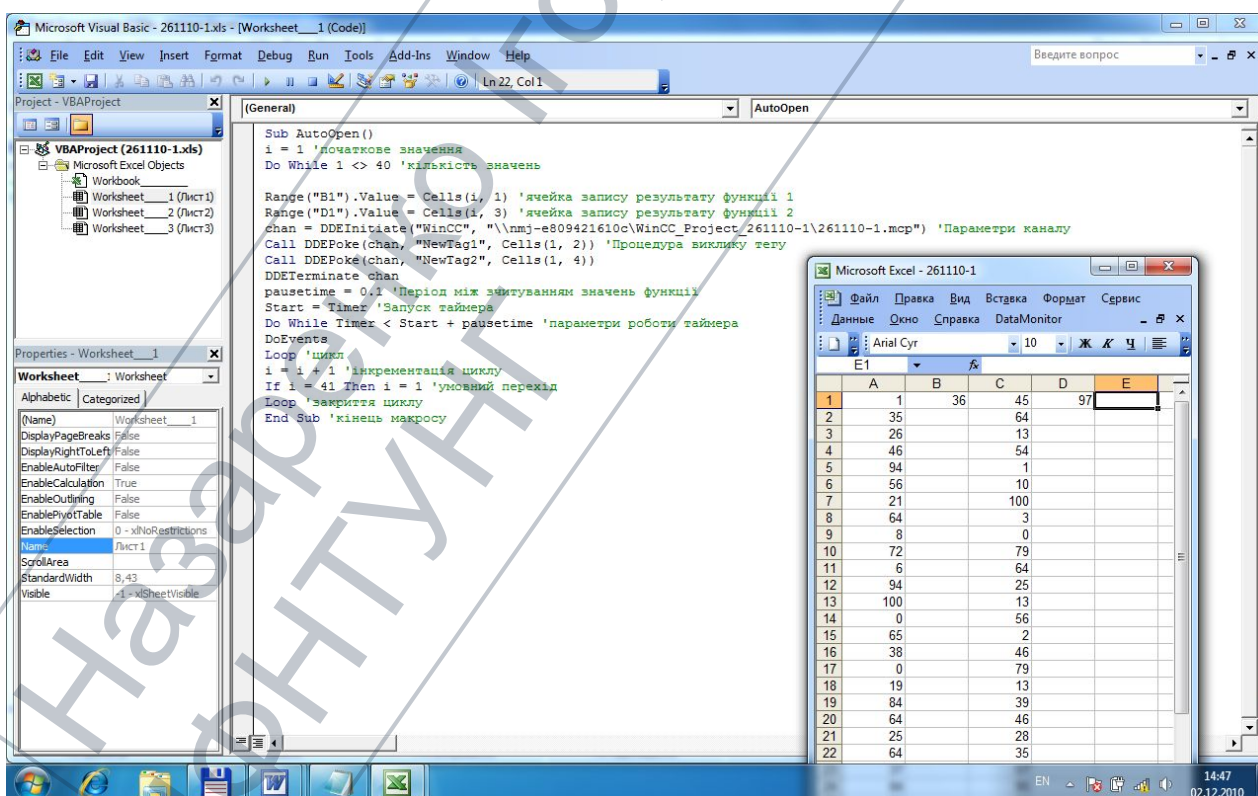 Microsoft Visual Basic - 261110-1.xls - [Worksheet___1 (Code)]
File Edit View Insert Format Debug Run Tools Add-Ins Window Help
Введите вопрос
Ln 22, Col 1
Project - VBAProject
VBAProject (261110-1.xls)
Microsoft Excel Objects
Workbook________
Worksheet____1 (Лист1)
Worksheet____2 (Лист2)
Worksheet____3 (Лист3)
Properties - Worksheet___1
Worksheet____1 Worksheet
Alphabetic Categorized
(Name) Worksheet____1
DisplayPageBreaks False
DisplayRightToLeft False
EnableAutoFilter False
EnableCalculation True
EnableOutlining False
EnablePivotTable False
EnableSelection 0 - xlNoRestrictions
Name Лист1
ScrollArea
StandardWidth 8,43
Visible -1 - xlSheetVisible
(General) AutoOpen
Sub AutoOpen()
i = 1 'початкове значення
Do While 1 <> 40 'кількість значень
Range("B1").Value = Cells(i, 1) 'ячейка запису результату функції 1
Range("D1").Value = Cells(i, 3) 'ячейка запису результату функції 2
chan = DDEInitiate("WinCC", "\\nmj-e809421610c\WinCC_Project_261110-1\261110-1.mcp") 'Параметри каналу
Call DDEPoke(chan, "NewTag1", Cells(1, 2)) 'Процедура виклику тегу
Call DDEPoke(chan, "NewTag2", Cells(1, 4))
DDETerminate chan
pausetime = 0.1 'Період між зчитуванням значень функції
Start = Timer 'Запуск таймера
Do While Timer < Start + pausetime 'параметри роботи таймера
DoEvents
Loop 'цикл
i = i + 1 'інкрементація циклу
If i = 41 Then i = 1 'умовний перехід
Loop 'закриття циклу
End Sub 'кінець макросу
Microsoft Excel - 261110-1
Файл Правка Вид Вставка Формат Сервис
Данные Окно Справка DataMonitor
Arial Cyr 10 Ж К Ч
E1 fx
A B C D E
1 1 36 45 97
2 35 64
3 26 13
4 46 54
5 94 1
6 56 10
7 21 100
8 64 3
9 8 0
10 72 79
11 6 64
12 94 25
13 100 13
14 0 56
15 65 2
16 38 46
17 0 79
18 19 13
19 84 39
20 64 46
21 25 28
22 64 35
EN 14:47
02.12.2010
Назаренко
ФНТУНГ